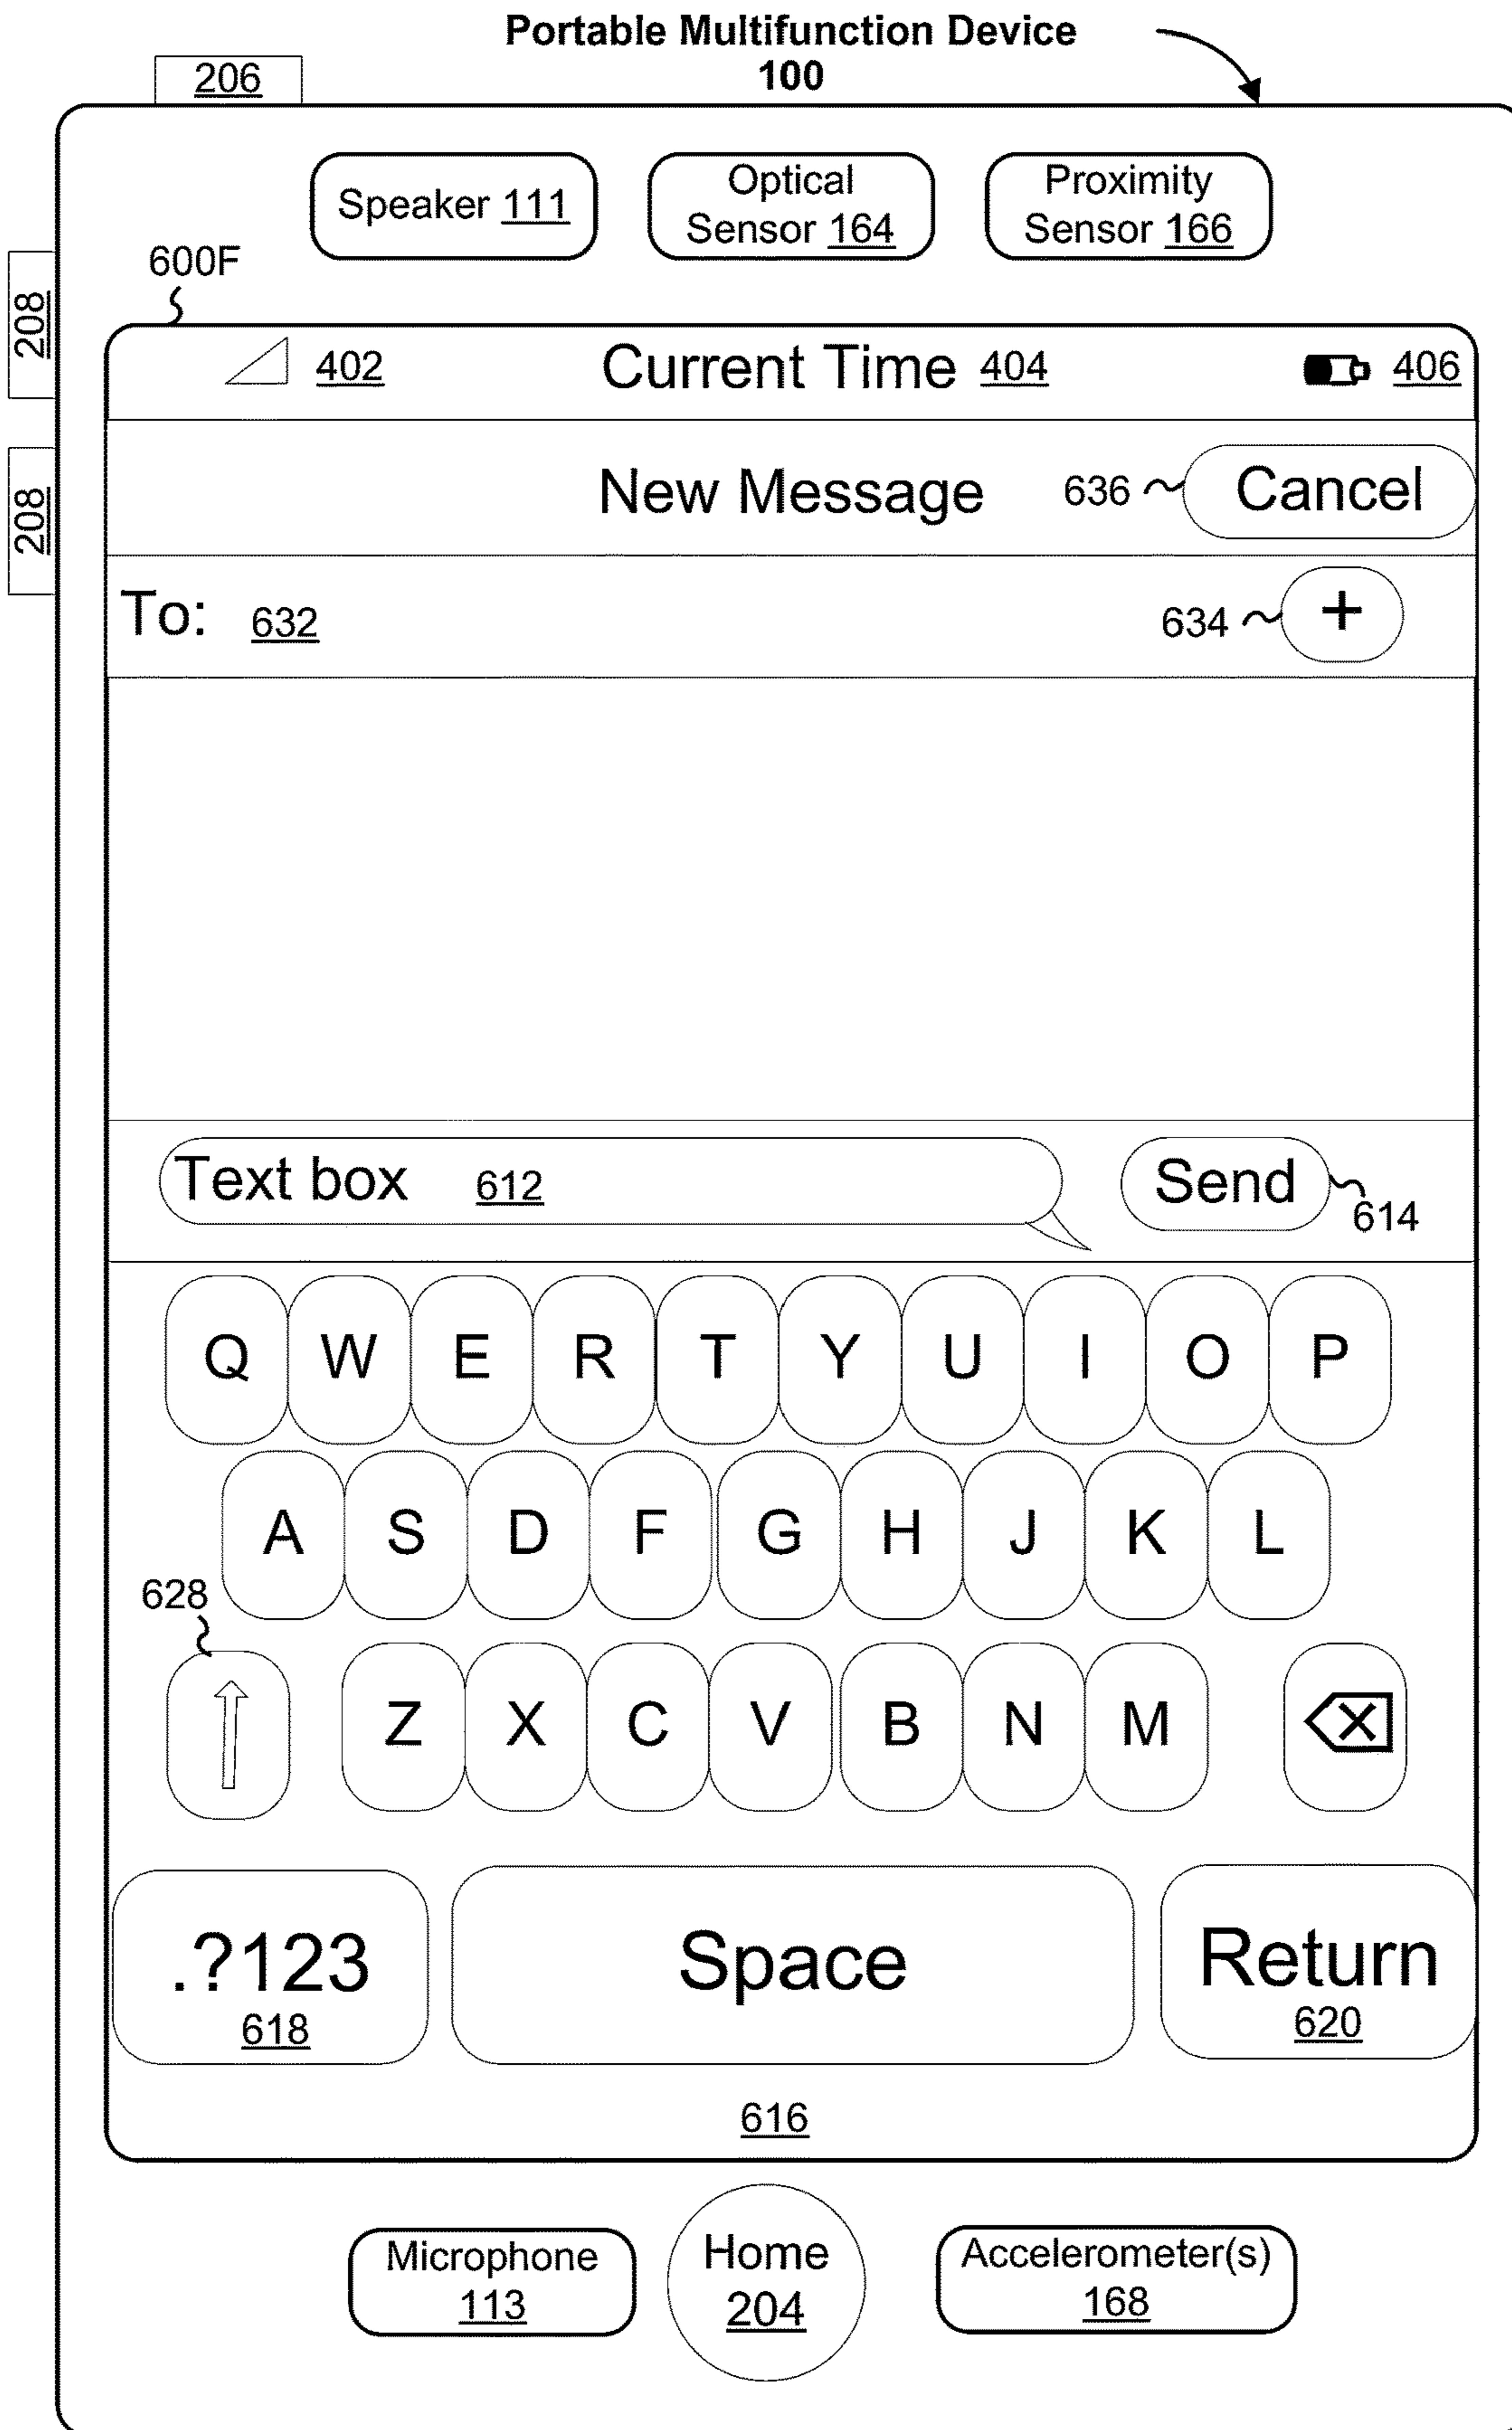 Portable Multifunction Device
100
206
Speaker 111
Optical
Sensor 164
Proximity
Sensor 166
208
600F
402 Current Time 404 406
208
New Message 636 Cancel
To: 632 634 +
Text box 612 Send
614
Q W E R T Y U I O P
A S D F G H J K L
628
Z X C V B N M
.?123
618
Space
Return
620
616
Microphone
113
Home
204
Accelerometer(s)
168